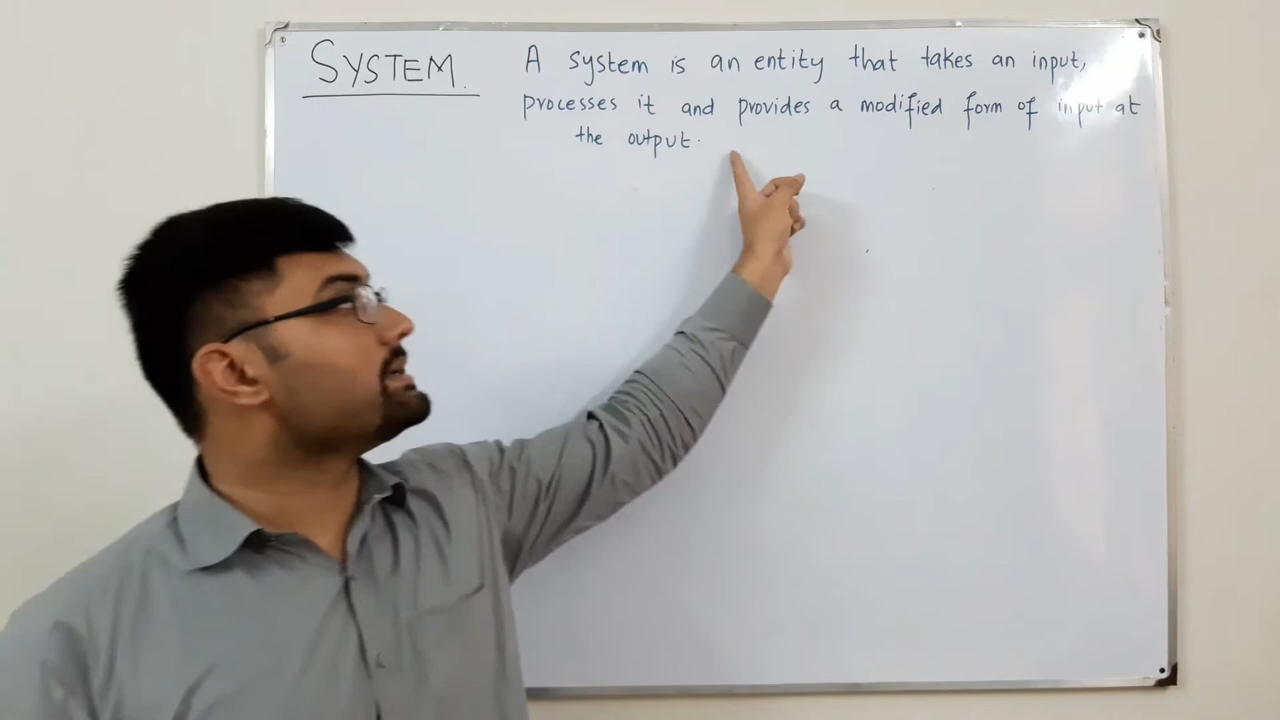 SYSTEM.
A system is an entity that takes an input,
processes it and provides a modified form of input at
the output.